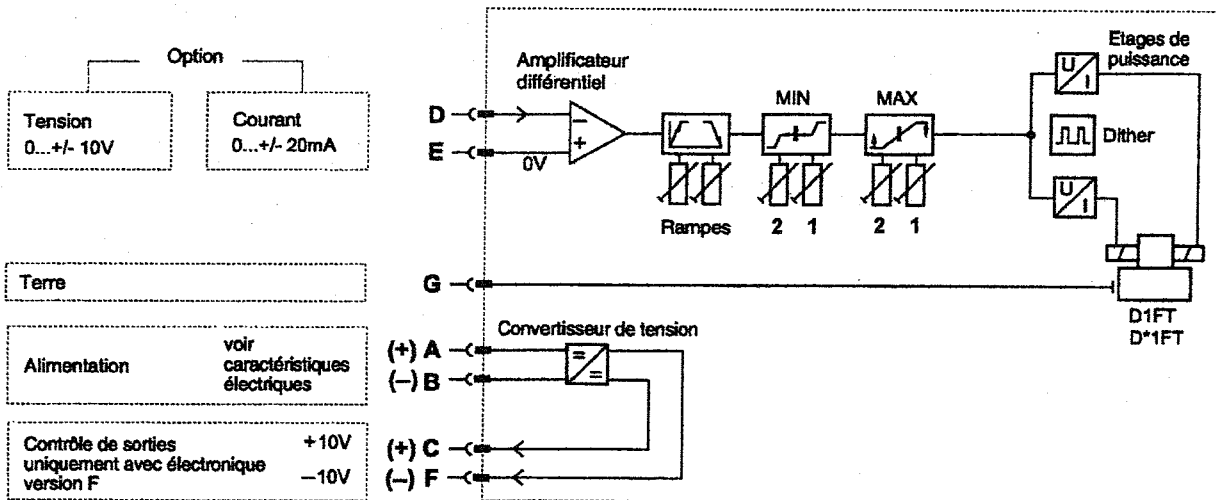 Option
Tension
0...+/- 10V
Courant
0...+/- 20mA
D
E
0V
Amplificateur
différentiel
−
+
Rampes
MIN
2 1
MAX
2 1
Etages de
puissance
U
I
Dither
U
I
D1FT
D*1FT
Terre
G
Alimentation
voir
caractéristiques
électriques
(+) A
(−) B
Convertisseur de tension
=
=
Contrôle de sorties
uniquement avec électronique
version F
+10V
−10V
(+) C
(−) F